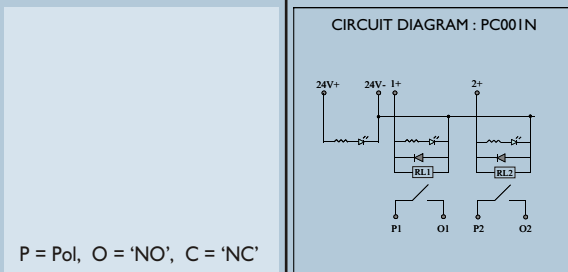 P = Pol, O = ‘NO’, C = ‘NC’
CIRCUIT DIAGRAM : PC001N
24V+ 24V- 1+ 2+
RL1 RL2
P1 O1 P2 O2